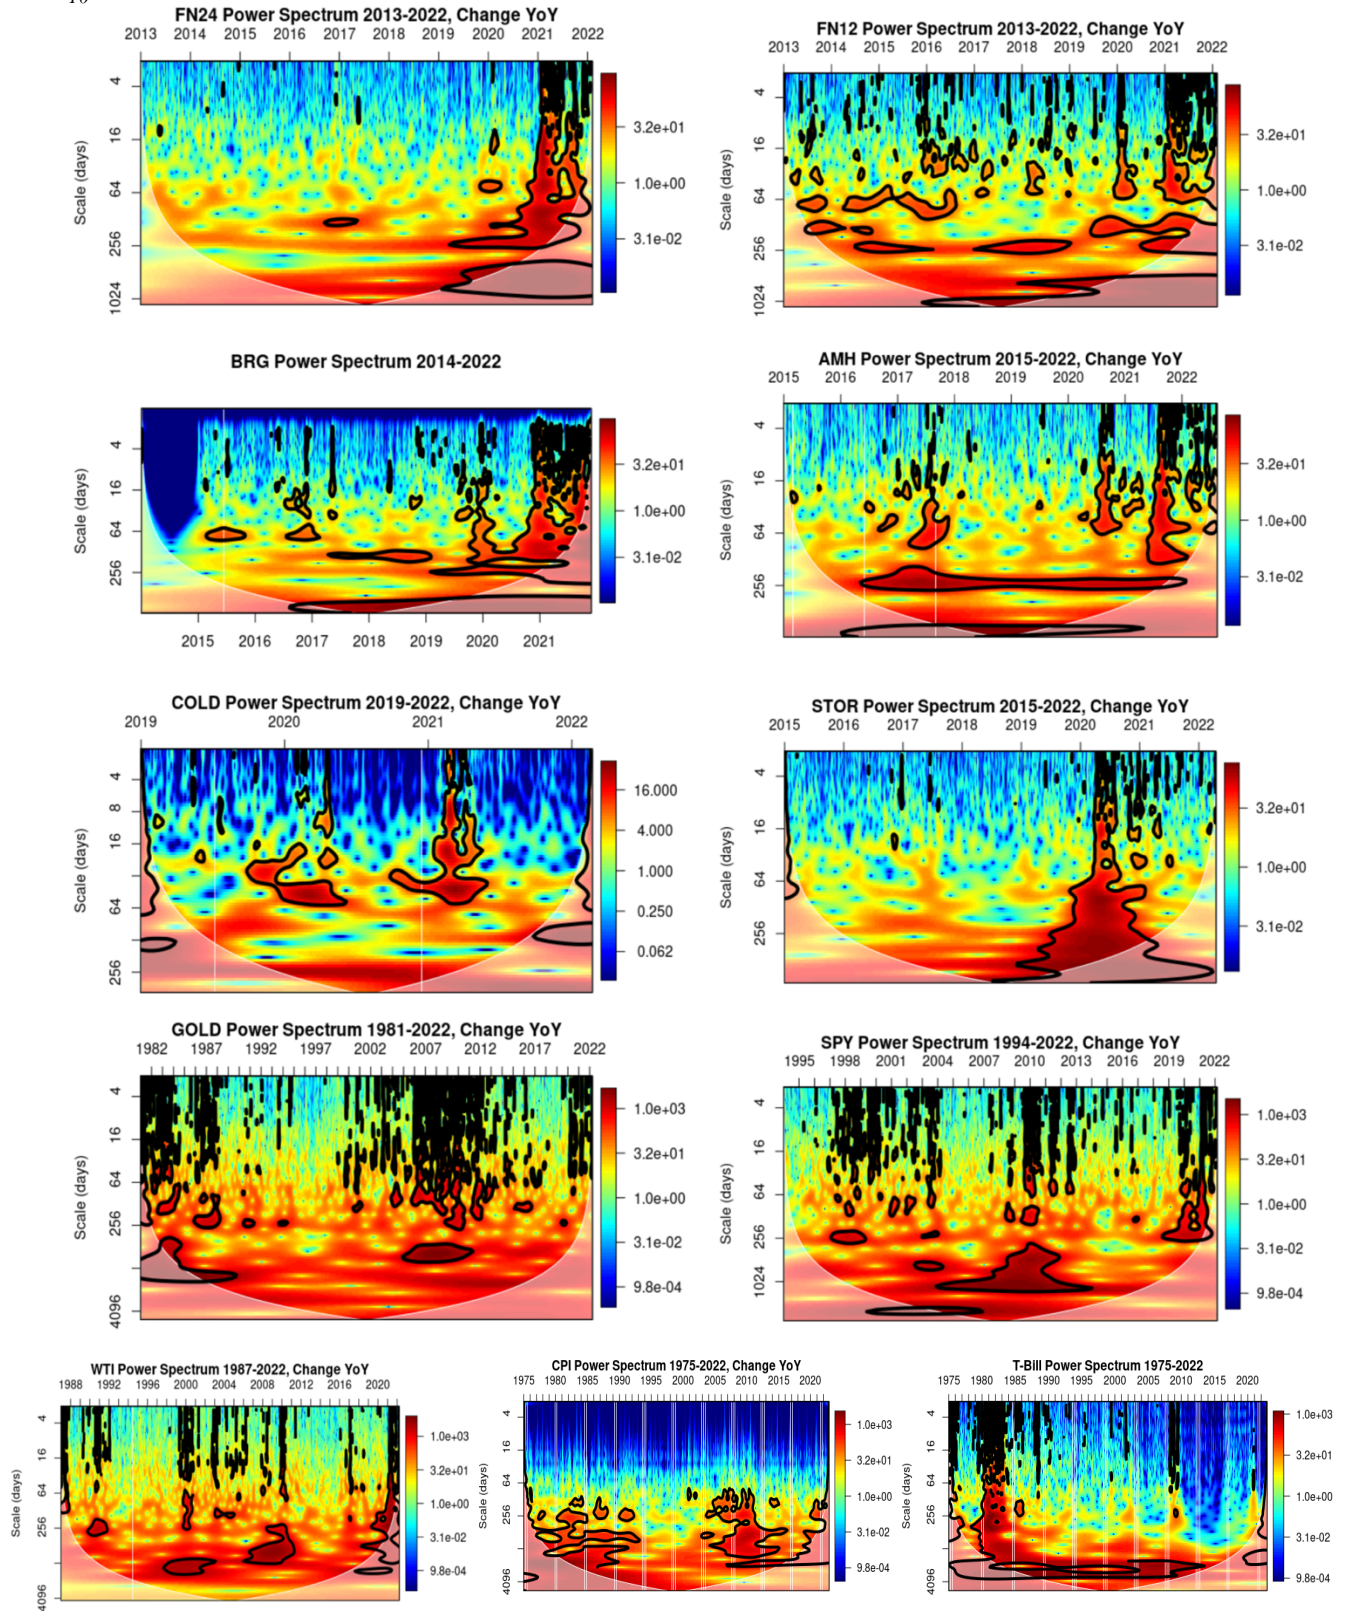 FN24 Power Spectrum 2013-2022, Change YoY
2013 2014 2015 2016 2017 2018 2019 2020 2021 2022
Scale (days)
4 16 64 256 1024
3.2e+01
1.0e+00
3.1e-02
FN12 Power Spectrum 2013-2022, Change YoY
2013 2014 2015 2016 2017 2018 2019 2020 2021 2022
Scale (days)
4 16 64 256 1024
3.2e+01
1.0e+00
3.1e-02
BRG Power Spectrum 2014-2022
Scale (days)
4 16 64 256
3.2e+01
1.0e+00
3.1e-02
2015 2016 2017 2018 2019 2020 2021
AMH Power Spectrum 2015-2022, Change YoY
2015 2016 2017 2018 2019 2020 2021 2022
Scale (days)
4 16 64 256
3.2e+01
1.0e+00
3.1e-02
COLD Power Spectrum 2019-2022, Change YoY
2019 2020 2021 2022
Scale (days)
4 8 16 64 256
16.000
4.000
1.000
0.250
0.062
STOR Power Spectrum 2015-2022, Change YoY
2015 2016 2017 2018 2019 2020 2021 2022
Scale (days)
4 16 64 256
3.2e+01
1.0e+00
3.1e-02
GOLD Power Spectrum 1981-2022, Change YoY
1982 1987 1992 1997 2002 2007 2012 2017 2022
Scale (days)
4 16 64 256 4096
1.0e+03
3.2e+01
1.0e+00
3.1e-02
9.8e-04
SPY Power Spectrum 1994-2022, Change YoY
1995 1998 2001 2004 2007 2010 2013 2016 2019 2022
Scale (days)
4 16 64 256 1024
1.0e+03
3.2e+01
1.0e+00
3.1e-02
9.8e-04
WTI Power Spectrum 1987-2022, Change YoY
1988 1992 1996 2000 2004 2008 2012 2016 2020
Scale (days)
4 16 64 256 4096
1.0e+03
3.2e+01
1.0e+00
3.1e-02
9.8e-04
CPI Power Spectrum 1975-2022, Change YoY
1975 1980 1985 1990 1995 2000 2005 2010 2015 2020
Scale (days)
4 16 64 256 4096
1.0e+03
3.2e+01
1.0e+00
3.1e-02
9.8e-04
T-Bill Power Spectrum 1975-2022
1975 1980 1985 1990 1995 2000 2005 2010 2015 2020
Scale (days)
4 16 64 256 4096
1.0e+03
3.2e+01
1.0e+00
3.1e-02
9.8e-04